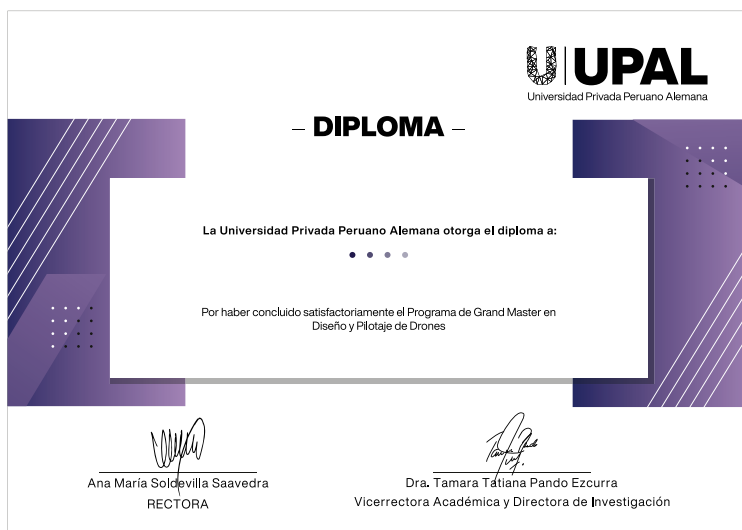 UPAL
Universidad Privada Peruano Alemana
– DIPLOMA –
La Universidad Privada Peruano Alemana otorga el diploma a:
Por haber concluido satisfactoriamente el Programa de Grand Master en
Diseño y Pilotaje de Drones
Ana María Soldevilla Saavedra
RECTORA
Dra. Tamara Tatiana Pando Ezcurra
Vicerrectora Académica y Directora de Investigación